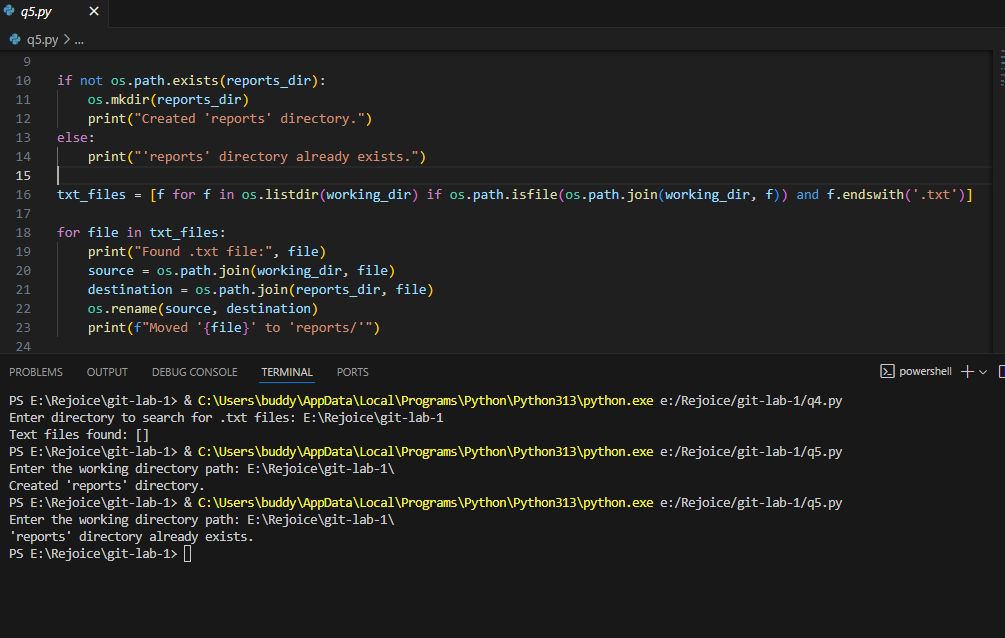 q5.py ×
q5.py > ...
9
10 if not os.path.exists(reports_dir):
11     os.mkdir(reports_dir)
12     print("Created 'reports' directory.")
13 else:
14     print("'reports' directory already exists.")
15
16 txt_files = [f for f in os.listdir(working_dir) if os.path.isfile(os.path.join(working_dir, f)) and f.endswith('.txt')]
17
18 for file in txt_files:
19     print("Found .txt file:", file)
20     source = os.path.join(working_dir, file)
21     destination = os.path.join(reports_dir, file)
22     os.rename(source, destination)
23     print(f"Moved '{file}' to 'reports/'")
24
PROBLEMS OUTPUT DEBUG CONSOLE TERMINAL PORTS powershell
PS E:\Rejoice\git-lab-1> & C:\Users\buddy\AppData\Local\Programs\Python\Python313\python.exe e:/Rejoice/git-lab-1/q4.py
Enter directory to search for .txt files: E:\Rejoice\git-lab-1
Text files found: []
PS E:\Rejoice\git-lab-1> & C:\Users\buddy\AppData\Local\Programs\Python\Python313\python.exe e:/Rejoice/git-lab-1/q5.py
Enter the working directory path: E:\Rejoice\git-lab-1\
Created 'reports' directory.
PS E:\Rejoice\git-lab-1> & C:\Users\buddy\AppData\Local\Programs\Python\Python313\python.exe e:/Rejoice/git-lab-1/q5.py
Enter the working directory path: E:\Rejoice\git-lab-1\
'reports' directory already exists.
PS E:\Rejoice\git-lab-1>